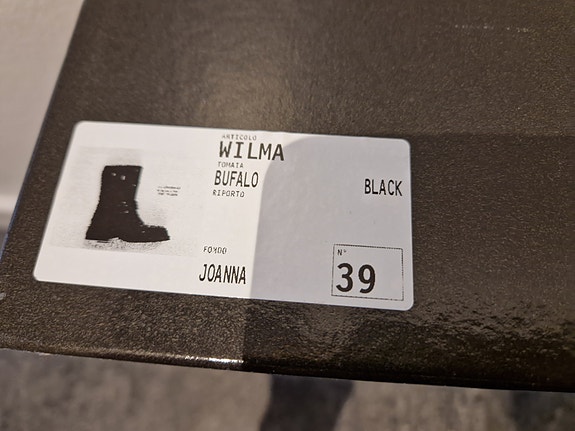 ARTICOLO
WILMA
TOMAIA
BUFALO
BLACK
RIPORTO
FONDO
JOANNA
N°
39